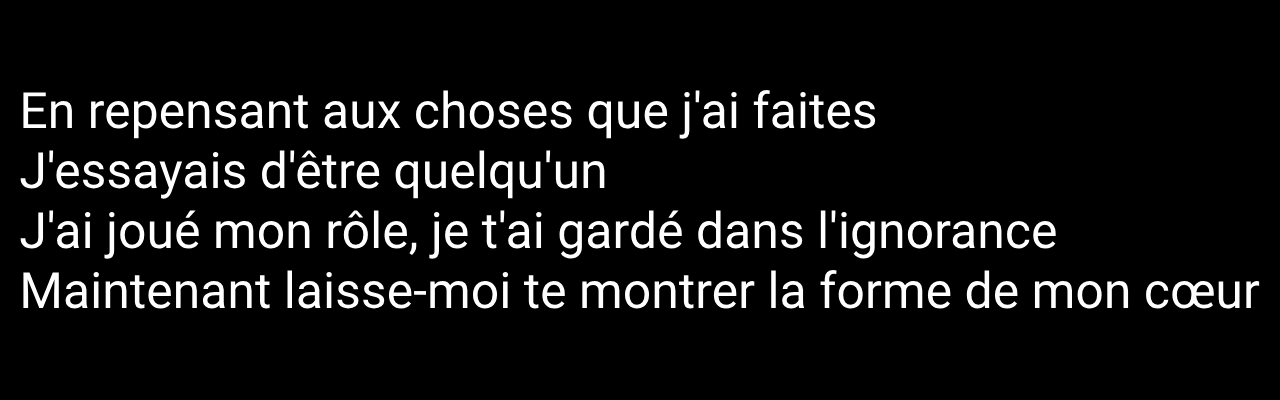 En repensant aux choses que j'ai faites
J'essayais d'être quelqu'un
J'ai joué mon rôle, je t'ai gardé dans l'ignorance
Maintenant laisse-moi te montrer la forme de mon cœur